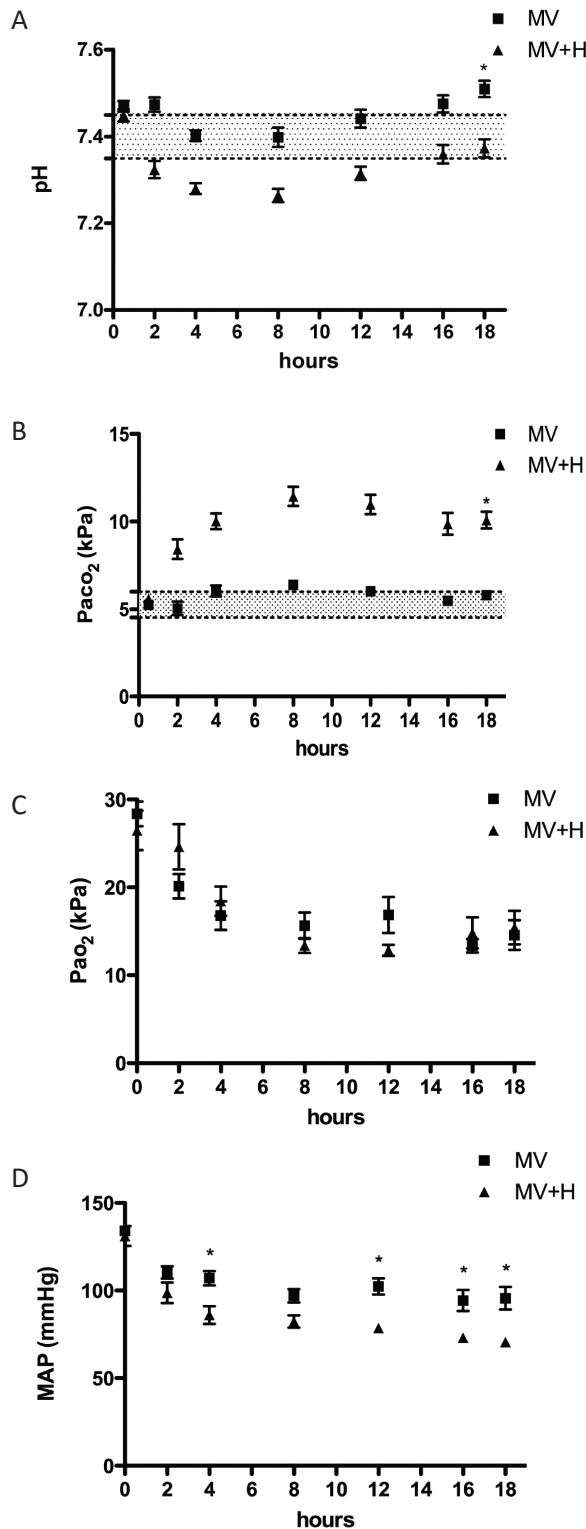 A
MV
MV+H
*
7.6
7.4
7.2
7.0
pH
0 2 4 6 8 10 12 14 16 18
hours
B
MV
MV+H
*
15
10
5
0
Paco2 (kPa)
0 2 4 6 8 10 12 14 16 18
hours
C
MV
MV+H
30
20
10
0
Pao2 (kPa)
0 2 4 6 8 10 12 14 16 18
hours
D
MV
MV+H
* * * *
150
100
50
0
MAP (mmHg)
0 2 4 6 8 10 12 14 16 18
hours